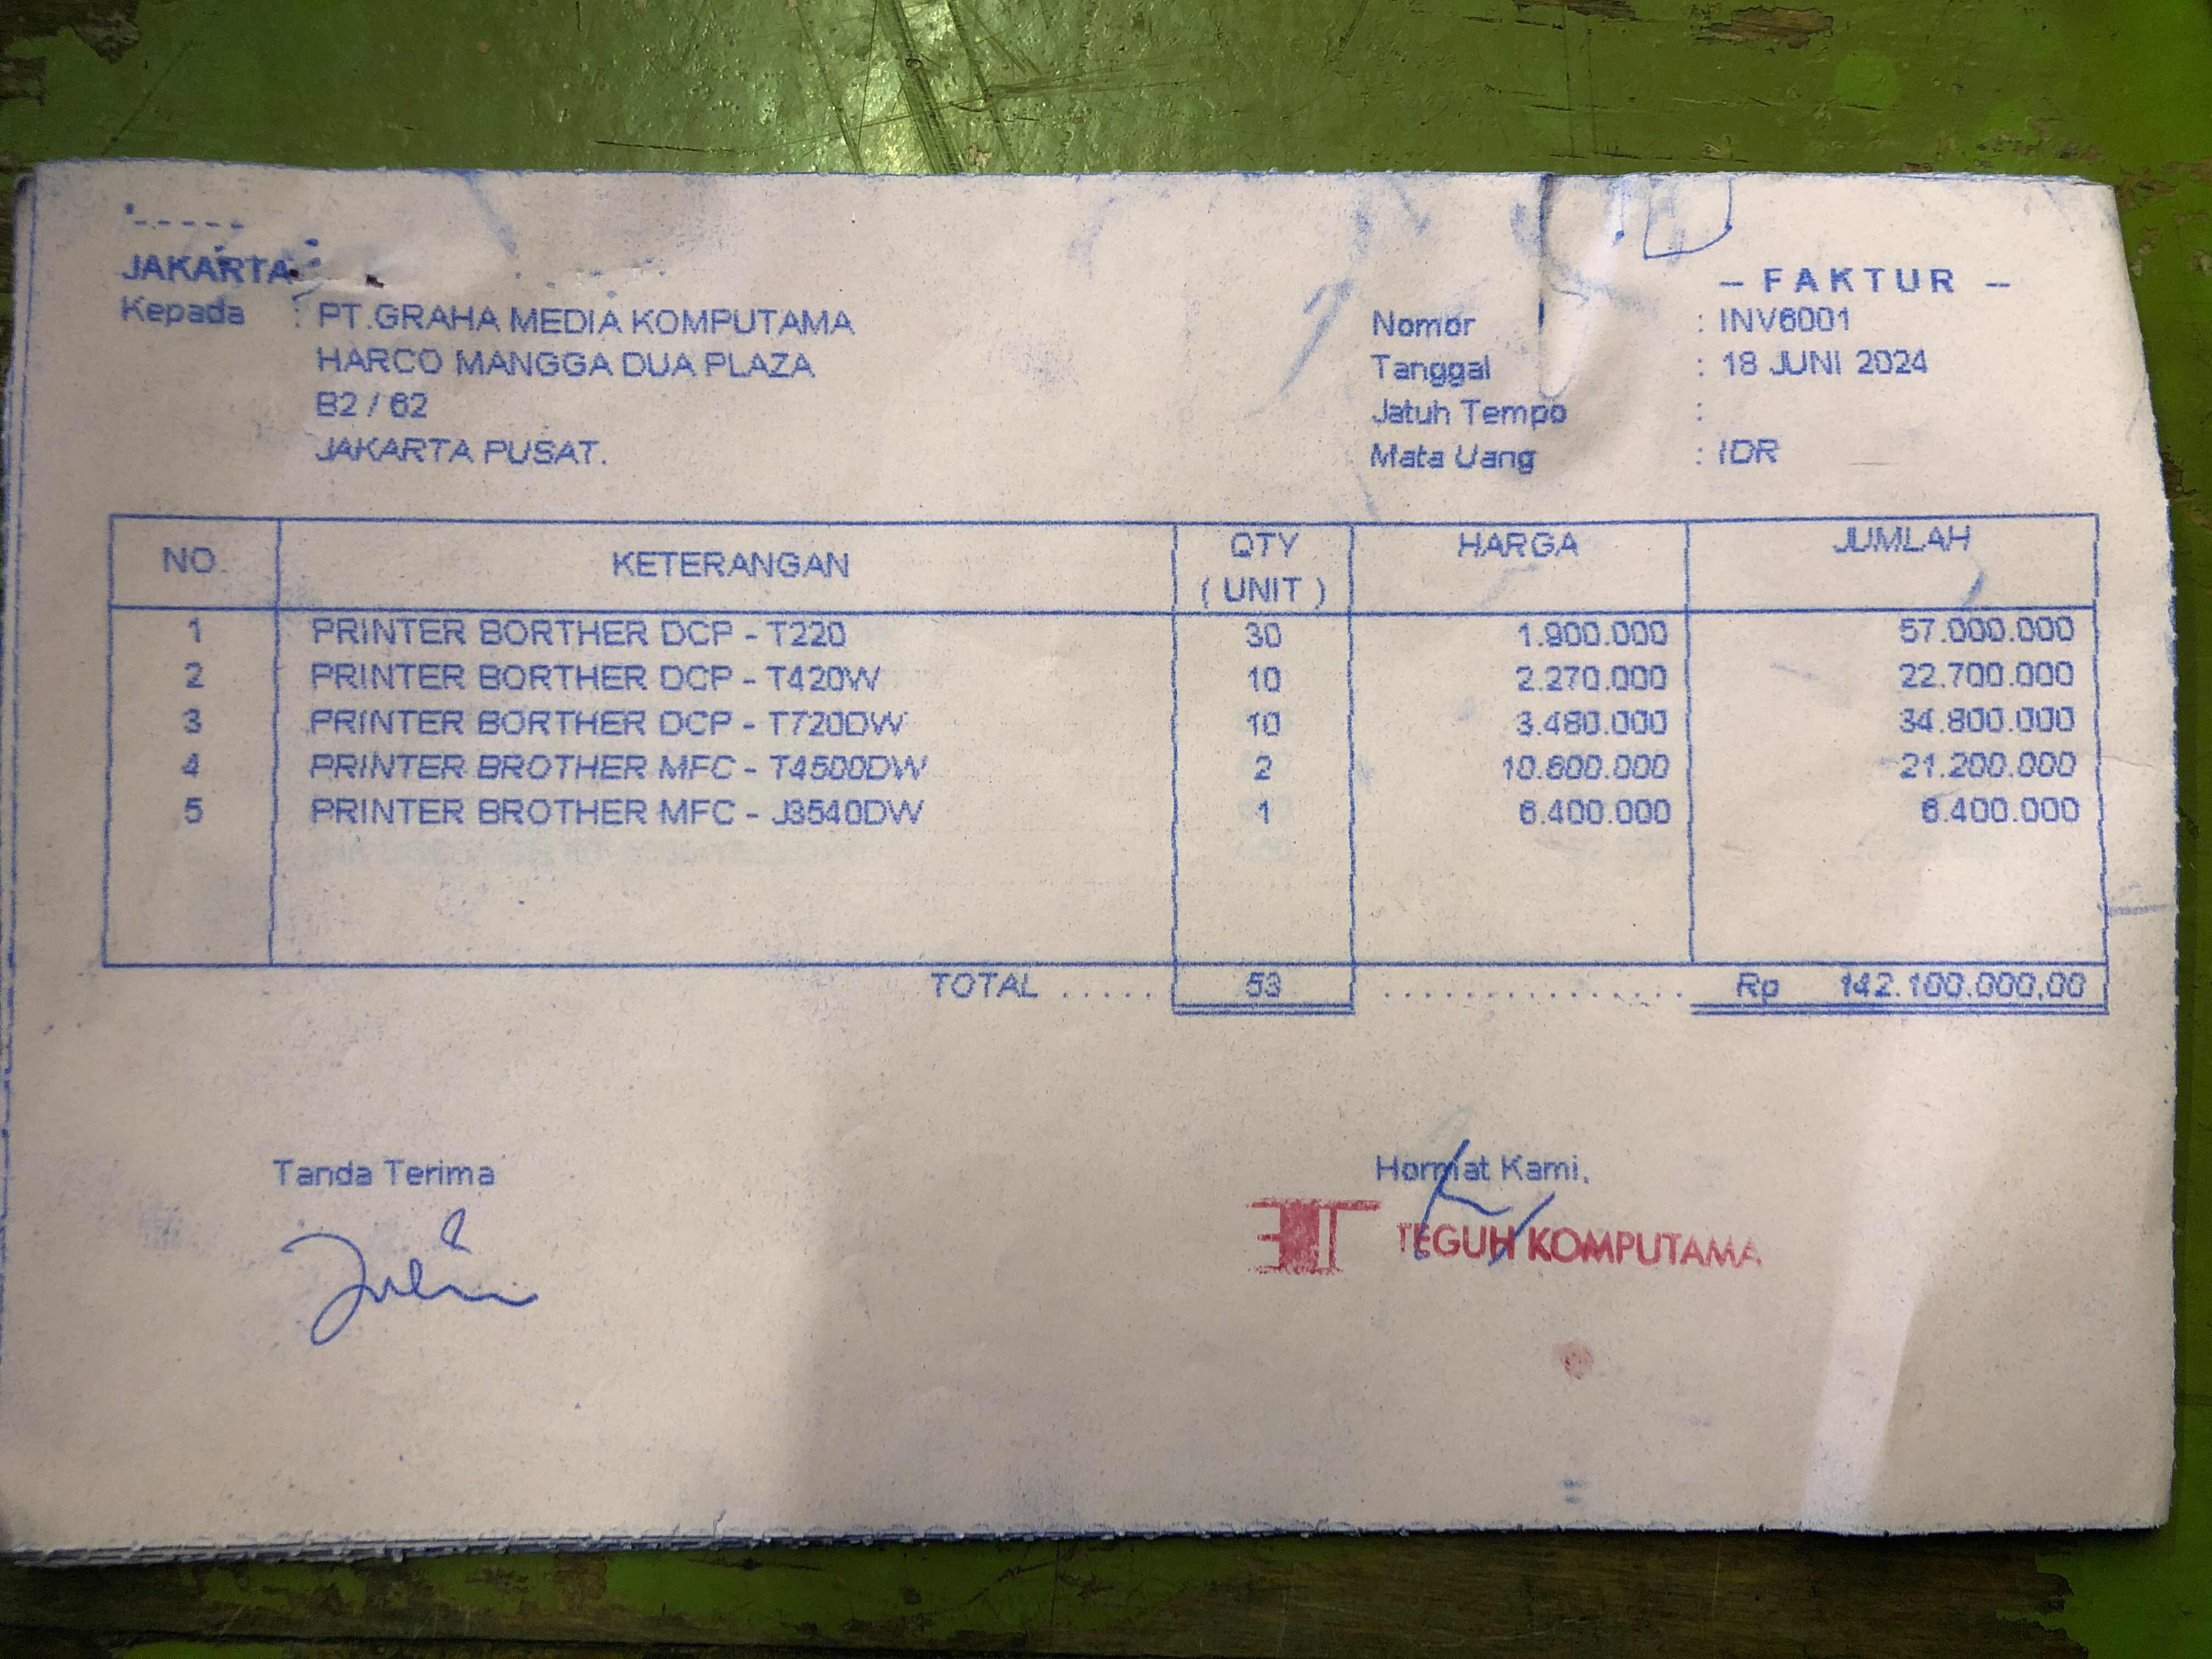 JAKARTA
- FAKTUR -
Kepada : PT.GRAHA MEDIA KOMPUTAMA
HARCO MANGGA DUA PLAZA
B2 / 62
JAKARTA PUSAT.
Nomor : INV6001
Tanggal : 18 JUNI 2024
Jatuh Tempo :
Mata Uang : IDR
NO. KETERANGAN QTY ( UNIT ) HARGA JUMLAH
1 PRINTER BORTHER DCP - T220 30 1.900.000 57.000.000
2 PRINTER BORTHER DCP - T420W 10 2.270.000 22.700.000
3 PRINTER BORTHER DCP - T720DW 10 3.480.000 34.800.000
4 PRINTER BROTHER MFC - T4500DW 2 10.600.000 21.200.000
5 PRINTER BROTHER MFC - J3540DW 1 6.400.000 6.400.000
TOTAL ..... 53 .............. Rp 142.100.000,00
Tanda Terima
Hormat Kami,
TEGUH KOMPUTAMA